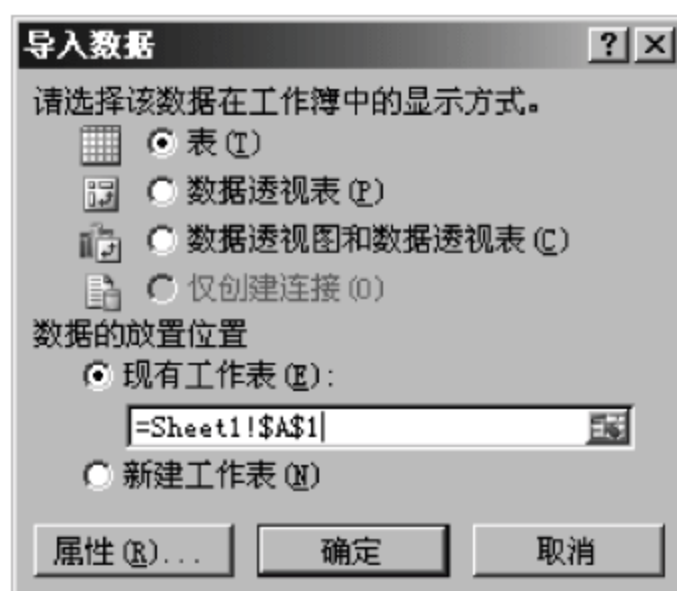 导入数据
请选择该数据在工作簿中的显示方式。
表(T)
数据透视表(P)
数据透视图和数据透视表(C)
仅创建连接(O)
数据的放置位置
现有工作表(E):
=Sheet1!$A$1
新建工作表(N)
属性(R)... 确定 取消